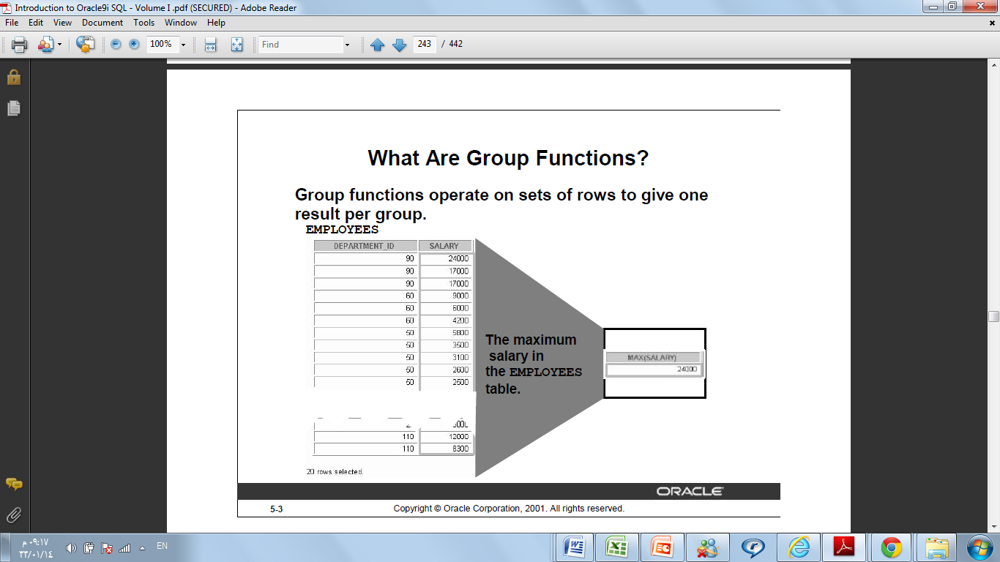 Introduction to Oracle9i SQL - Volume I .pdf (SECURED) - Adobe Reader
File Edit View Document Tools Window Help
100% Find 243 / 442
What Are Group Functions?
Group functions operate on sets of rows to give one
result per group.
EMPLOYEES
DEPARTMENT_ID SALARY
90 24000
90 17000
90 17000
60 9000
60 6000
60 4200
50 5800
50 3500
50 3100
50 2600
50 2500
110 12000
110 8300
20 rows selected.
The maximum
salary in
the EMPLOYEES
table.
MAX(SALARY)
24000
ORACLE
5-3 Copyright © Oracle Corporation, 2001. All rights reserved.
EN
٠٩:١٧ م
٣٣/٠١/١٤